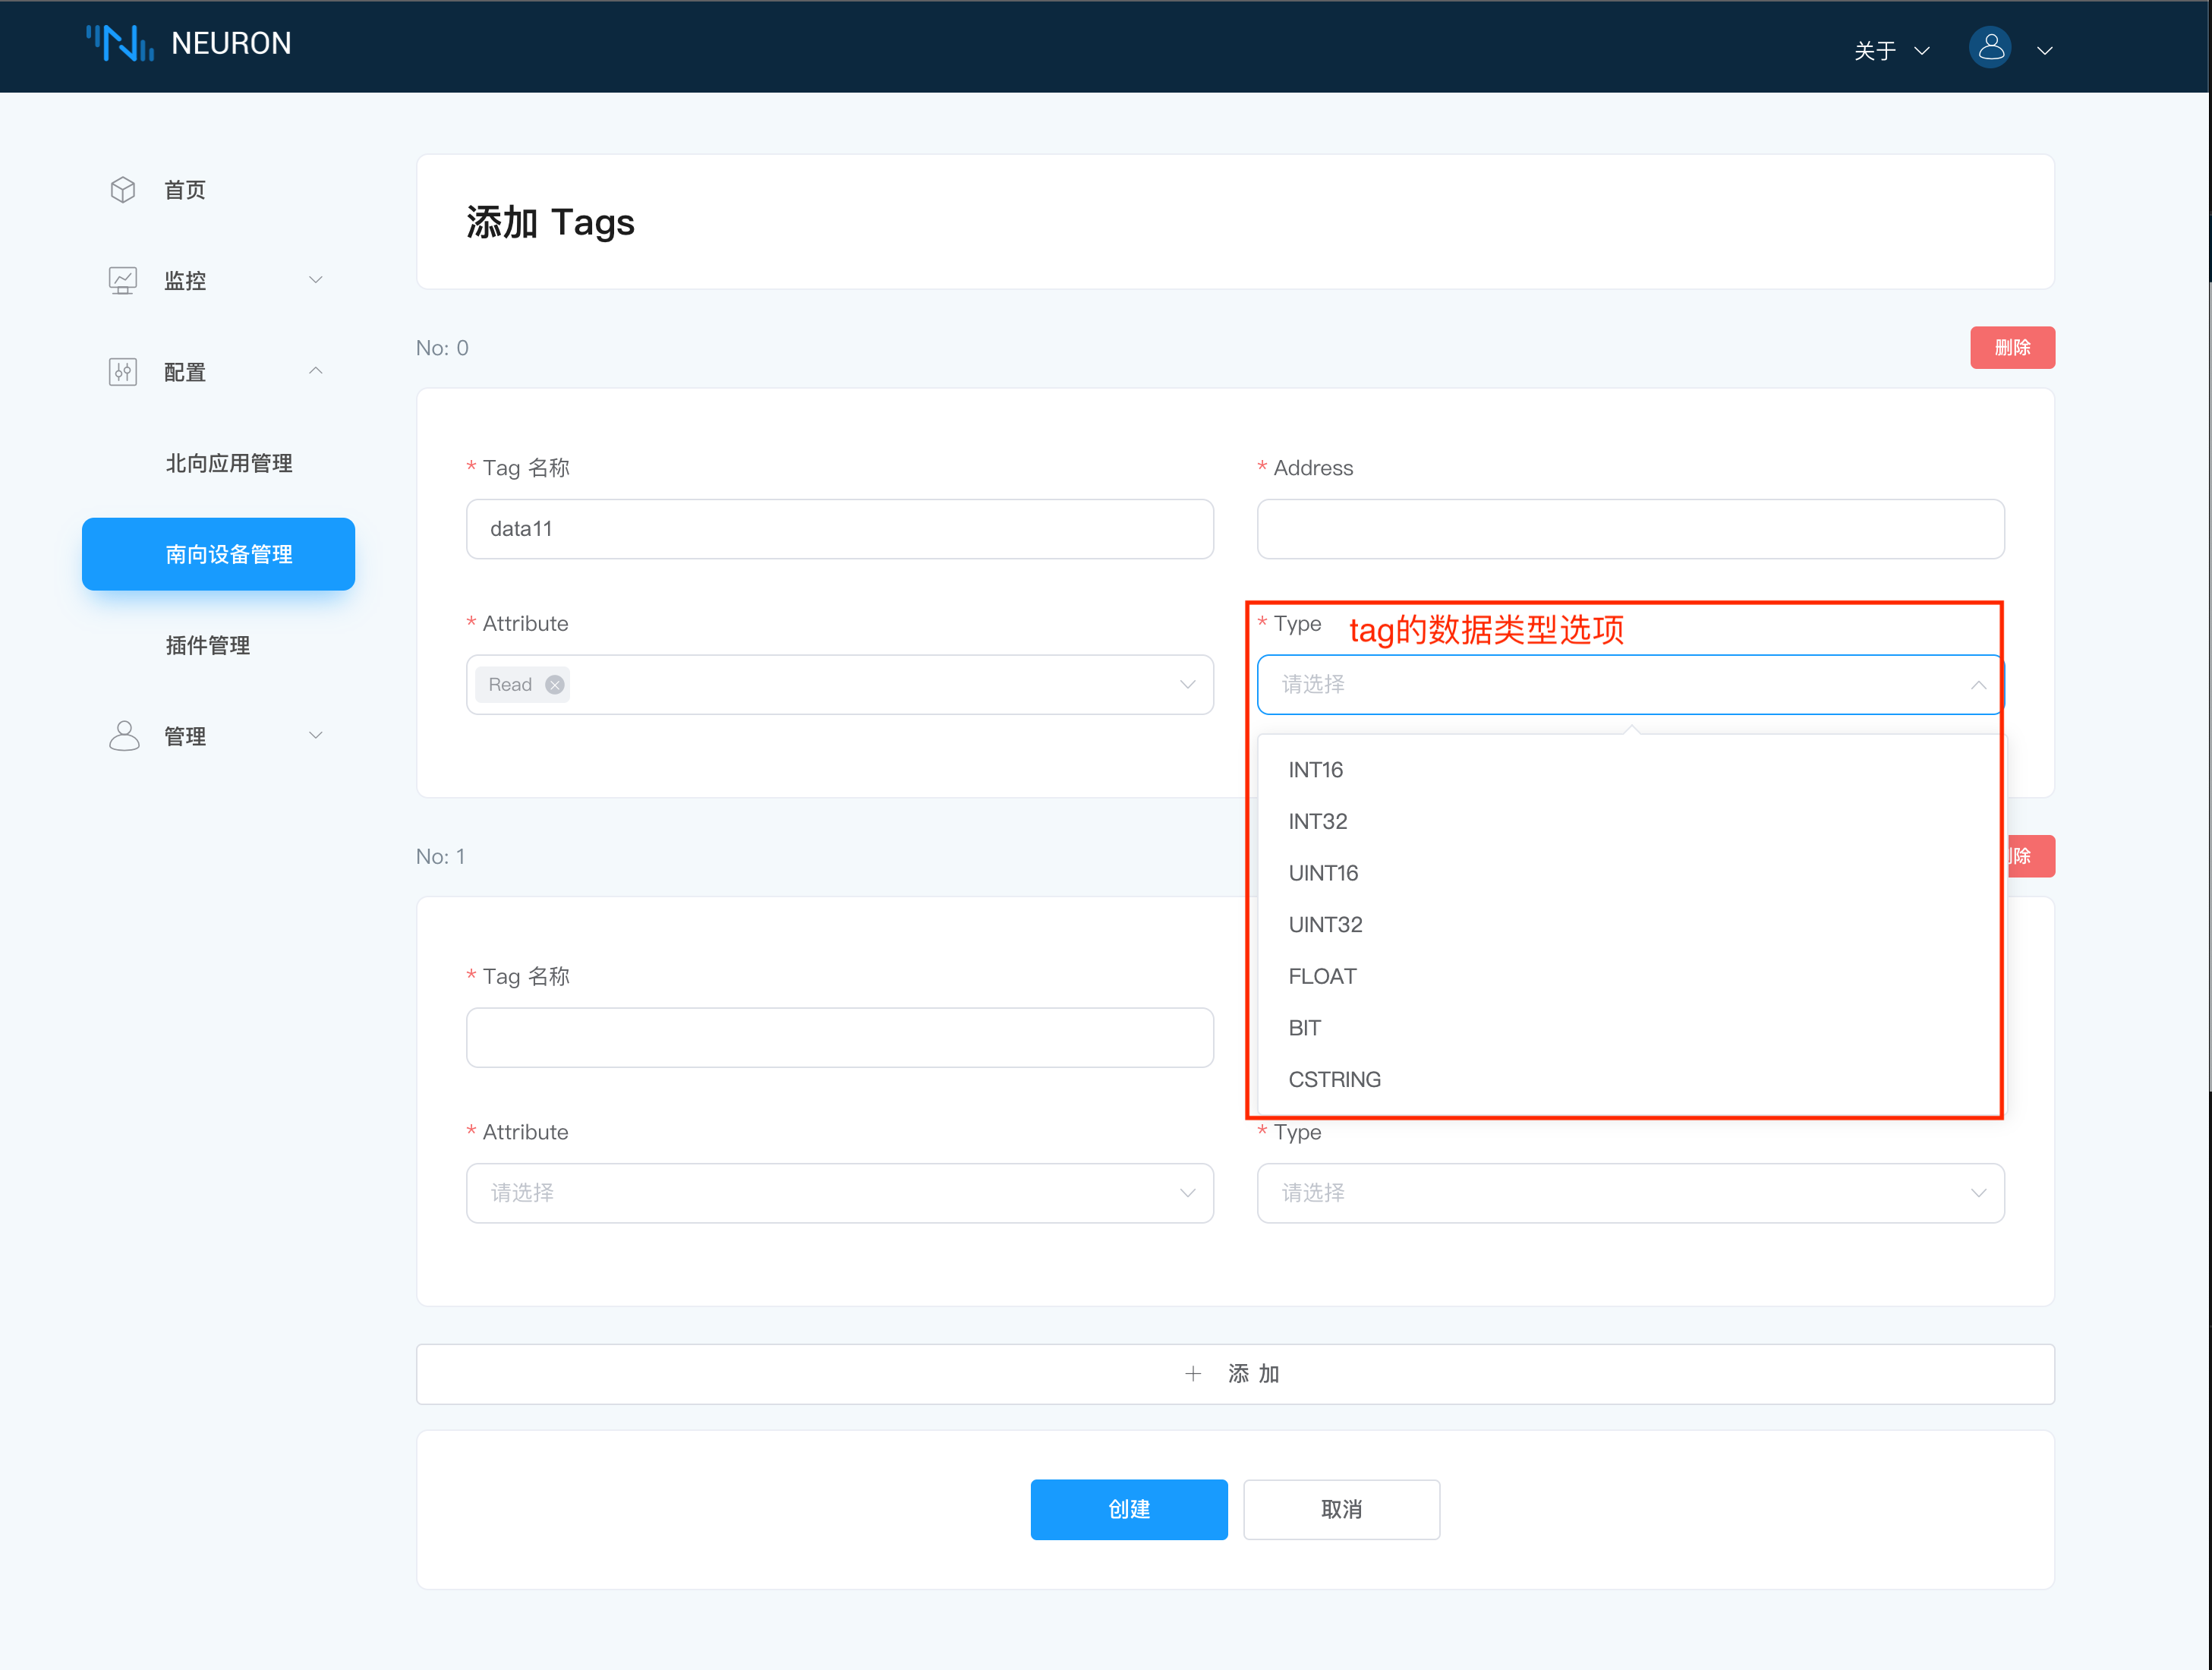 NEURON
关于
首页
监控
配置
北向应用管理
南向设备管理
插件管理
管理
添加 Tags
No: 0
删除
* Tag 名称
* Address
data11
* Attribute
* Type
tag的数据类型选项
Read
请选择
INT16
INT32
UINT16
UINT32
FLOAT
BIT
CSTRING
No: 1
除
* Tag 名称
* Attribute
* Type
请选择
请选择
添 加
创建
取消